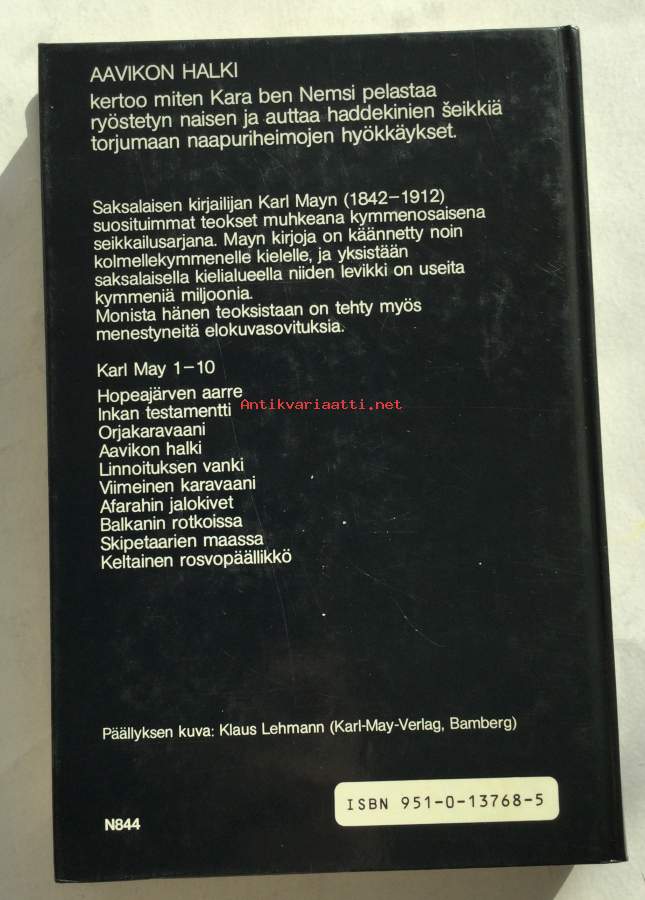 AAVIKON HALKI
kertoo miten Kara ben Nemsi pelastaa
ryöstetyn naisen ja auttaa haddekinien šeikkiä
torjumaan naapuriheimojen hyökkäykset.
Saksalaisen kirjailijan Karl Mayn (1842–1912)
suosituimmat teokset muhkeana kymmenosaisena
seikkailusarjana. Mayn kirjoja on käännetty noin
kolmellekymmenelle kielelle, ja yksistään
saksalaisella kielialueella niiden levikki on useita
kymmeniä miljoonia.
Monista hänen teoksistaan on tehty myös
menestyneitä elokuvasovituksia.
Karl May 1–10
Hopeajärven aarre
Inkan testamentti
Antikvariaatti.net
Orjakaravaani
Aavikon halki
Linnoituksen vanki
Viimeinen karavaani
Afarahin jalokivet
Balkanin rotkoissa
Skipetaarien maassa
Keltainen rosvopäällikkö
Päällyksen kuva: Klaus Lehmann (Karl-May-Verlag, Bamberg)
ISBN 951-0-13768-5
N844